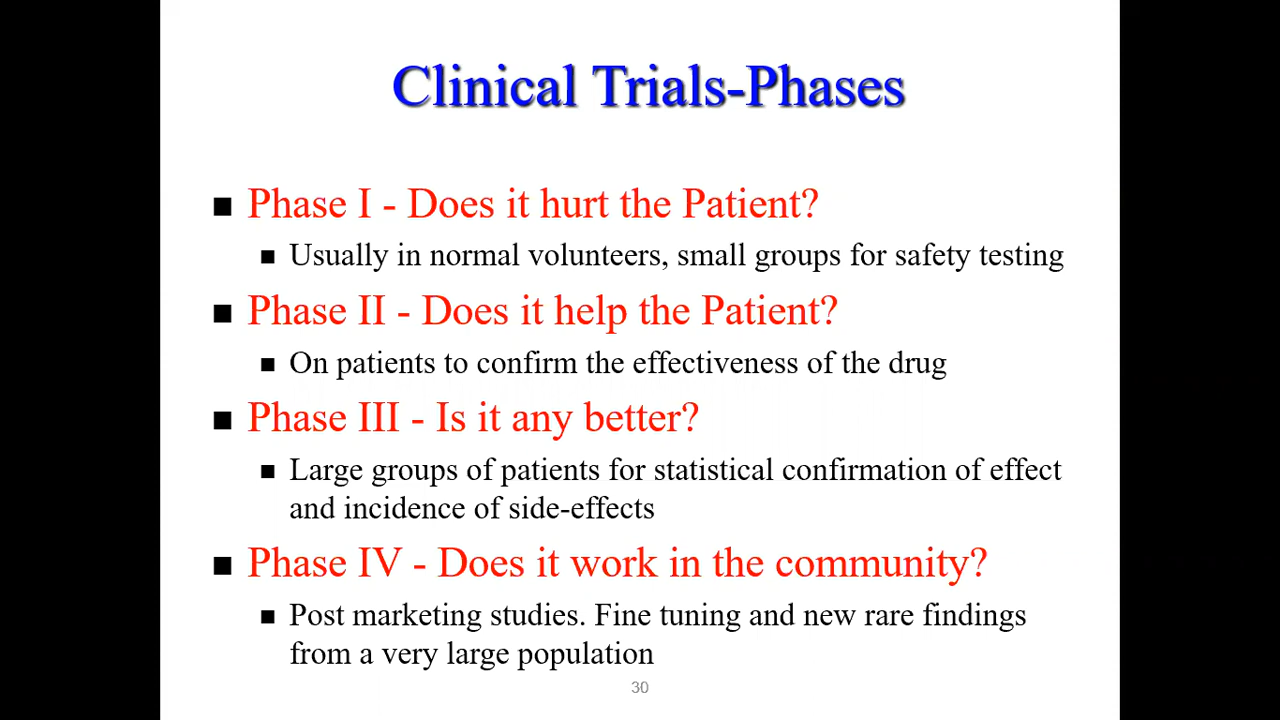 Clinical Trials-Phases
■ Phase I - Does it hurt the Patient?
■ Usually in normal volunteers, small groups for safety testing
■ Phase II - Does it help the Patient?
■ On patients to confirm the effectiveness of the drug
■ Phase III - Is it any better?
■ Large groups of patients for statistical confirmation of effect
and incidence of side-effects
■ Phase IV - Does it work in the community?
■ Post marketing studies. Fine tuning and new rare findings
from a very large population
30